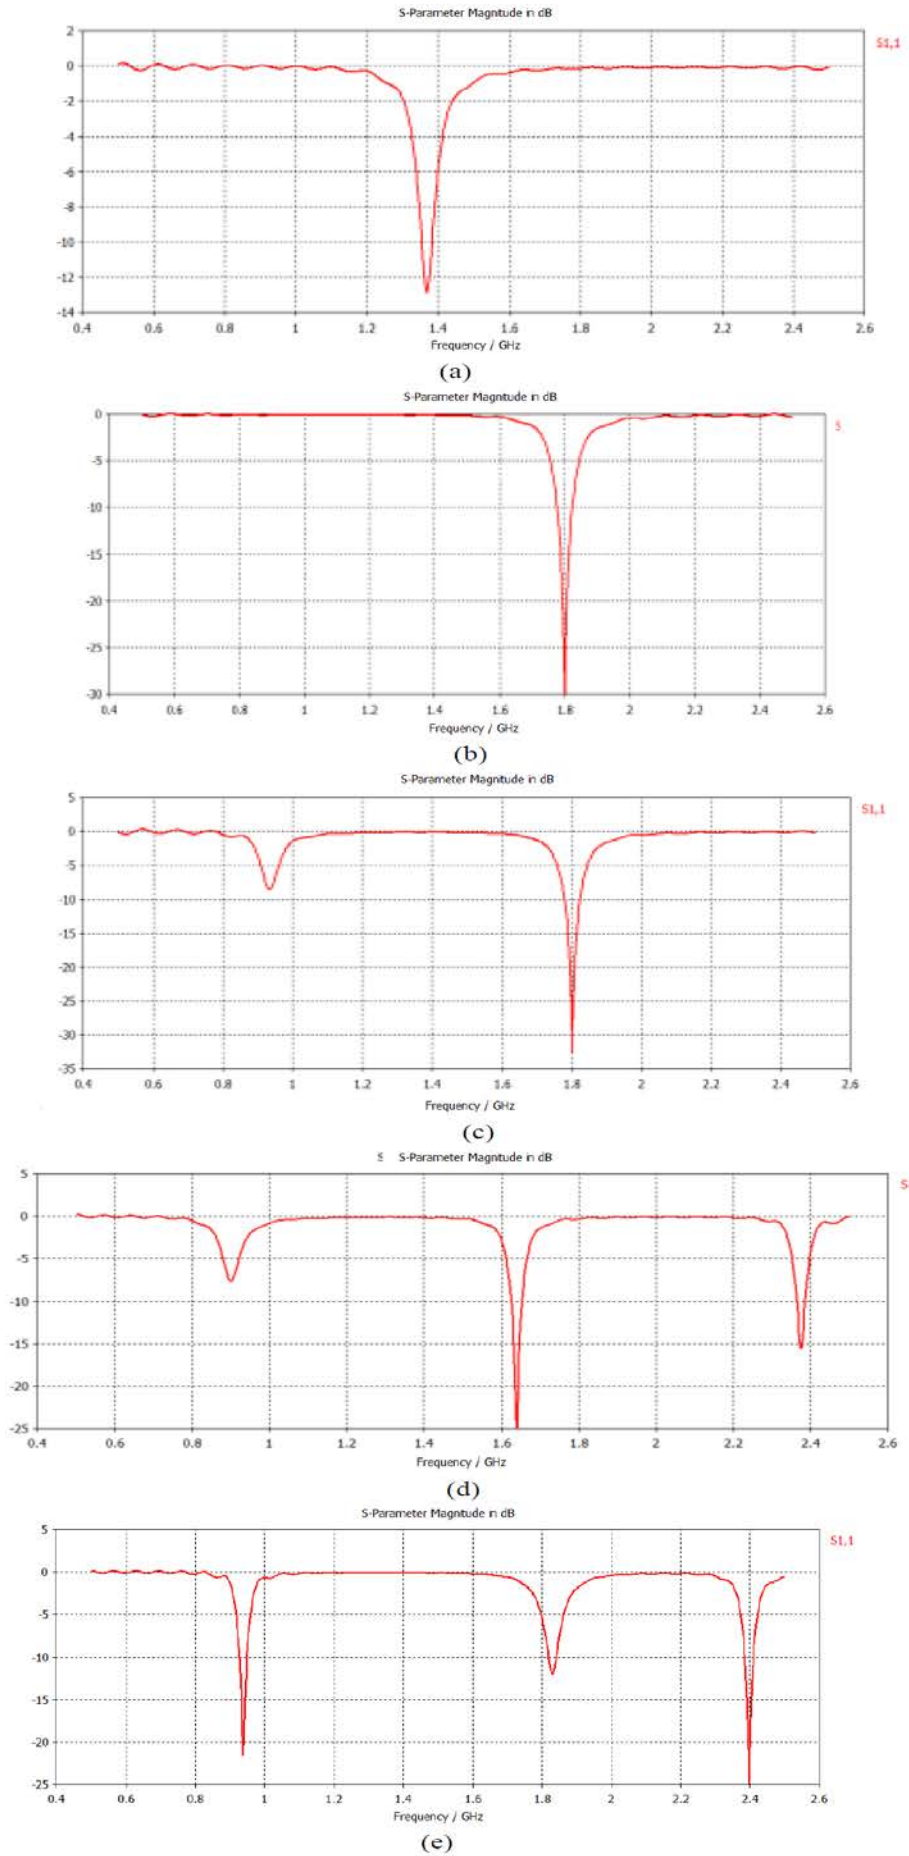 S-Parameter Magnitude in dB
S1,1
2
0
-2
-4
-6
-8
-10
-12
-14
0.4 0.6 0.8 1 1.2 1.4 1.6 1.8 2 2.2 2.4 2.6
Frequency / GHz
(a)
S-Parameter Magnitude in dB
S
0
-5
-10
-15
-20
-25
-30
0.4 0.6 0.8 1 1.2 1.4 1.6 1.8 2 2.2 2.4 2.6
Frequency / GHz
(b)
S-Parameter Magnitude in dB
S1,1
5
0
-5
-10
-15
-20
-25
-30
-35
0.4 0.6 0.8 1 1.2 1.4 1.6 1.8 2 2.2 2.4 2.6
Frequency / GHz
(c)
S S-Parameter Magnitude in dB
S
5
0
-5
-10
-15
-20
-25
0.4 0.6 0.8 1 1.2 1.4 1.6 1.8 2 2.2 2.4 2.6
Frequency / GHz
(d)
S-Parameter Magnitude in dB
S1,1
5
0
-5
-10
-15
-20
-25
0.4 0.6 0.8 1 1.2 1.4 1.6 1.8 2 2.2 2.4 2.6
Frequency / GHz
(e)